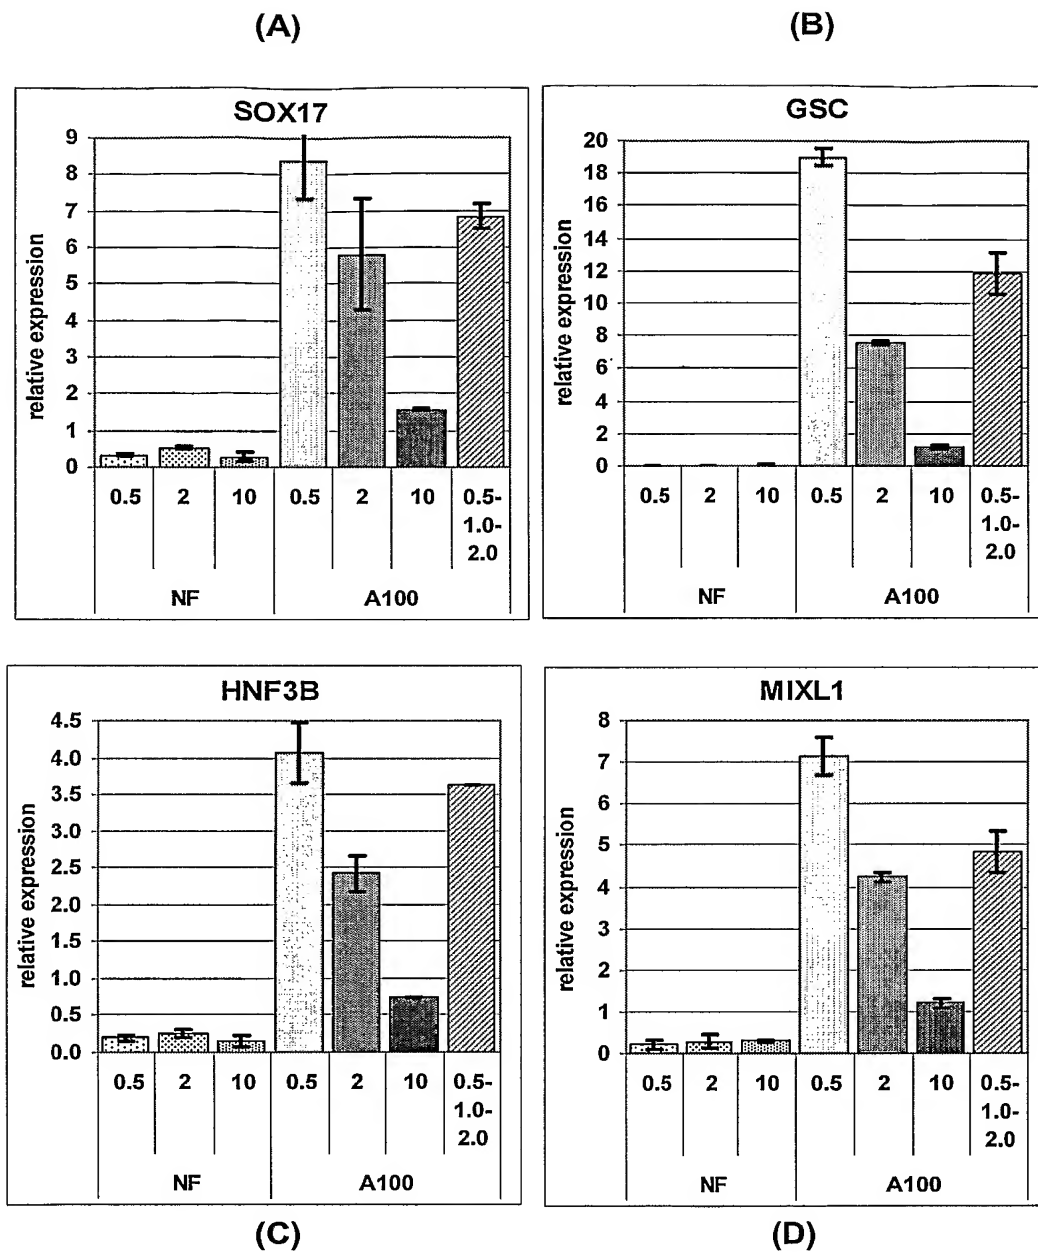 (A)
(B)
SOX17
relative expression
9
8
7
6
5
4
3
2
1
0
0.5 2 10 0.5 2 10 0.5-
1.0-
2.0
NF A100
GSC
relative expression
20
18
16
14
12
10
8
6
4
2
0
0.5 2 10 0.5 2 10 0.5-
1.0-
2.0
NF A100
HNF3B
relative expression
4.5
4.0
3.5
3.0
2.5
2.0
1.5
1.0
0.5
0.0
0.5 2 10 0.5 2 10 0.5-
1.0-
2.0
NF A100
MIXL1
relative expression
8
7
6
5
4
3
2
1
0
0.5 2 10 0.5 2 10 0.5-
1.0-
2.0
NF A100
(C)
(D)